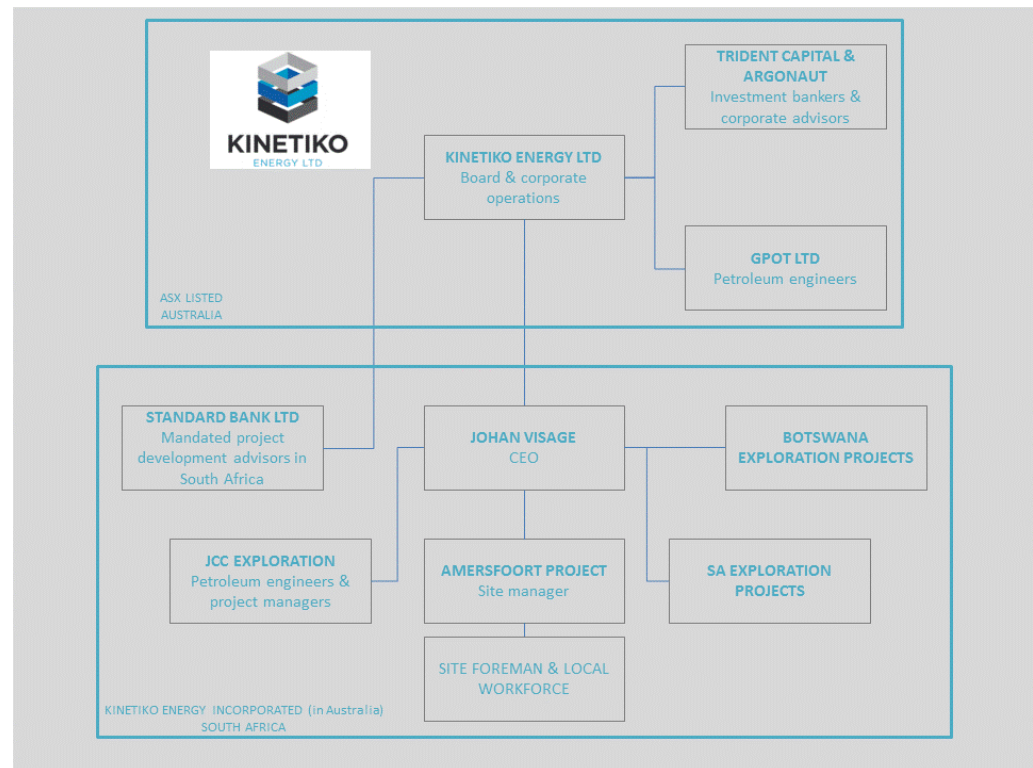 KINETIKO
ENERGY LTD
TRIDENT CAPITAL &
ARGONAUT
Investment bankers &
corporate advisors
KINETIKO ENERGY LTD
Board & corporate
operations
GPOT LTD
Petroleum engineers
ASX LISTED
AUSTRALIA
STANDARD BANK LTD
Mandated project
development advisors in
South Africa
JOHAN VISAGE
CEO
BOTSWANA
EXPLORATION PROJECTS
JCC EXPLORATION
Petroleum engineers &
project managers
AMERSFOORT PROJECT
Site manager
SA EXPLORATION
PROJECTS
SITE FOREMAN & LOCAL
WORKFORCE
KINETIKO ENERGY INCORPORATED (in Australia)
SOUTH AFRICA